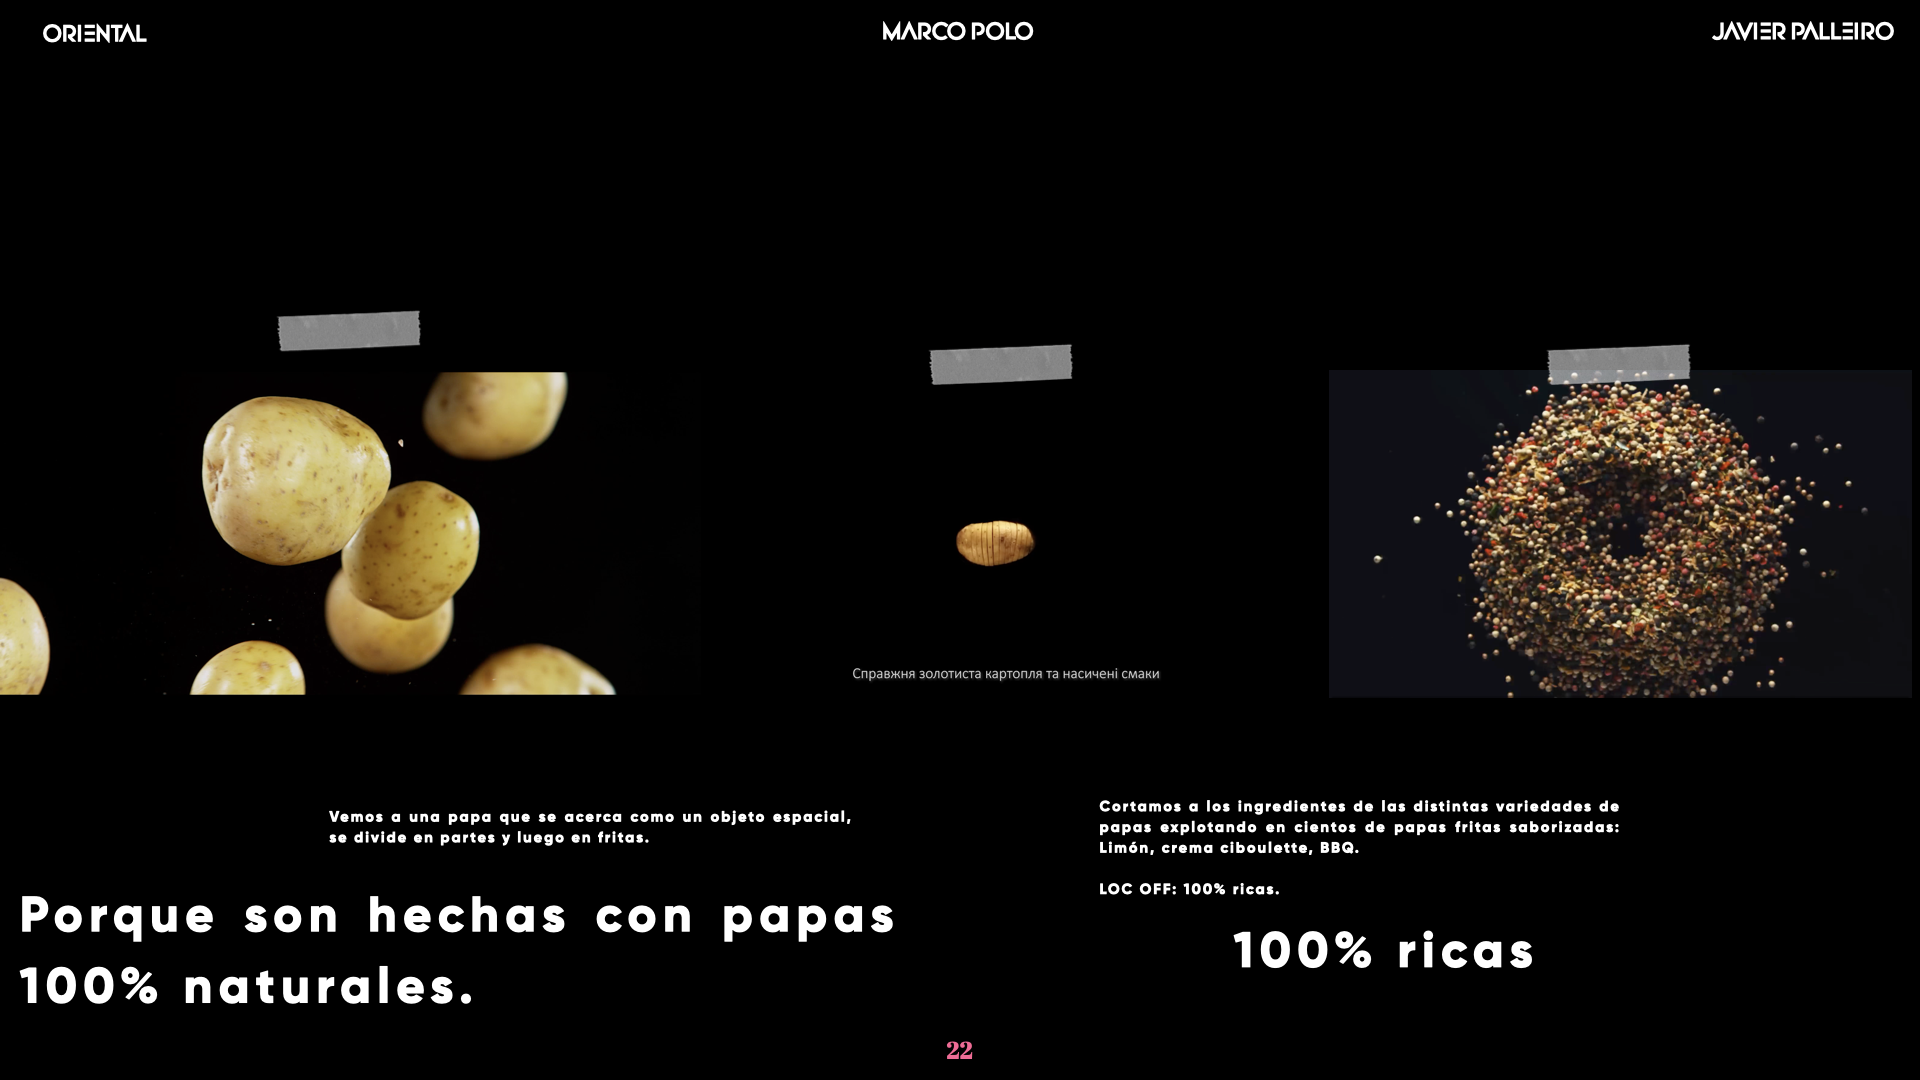 ORIENTAL
MARCO POLO
JAVIER PALLEIRO
Справжня золотиста картопля та насичені смаки
Vemos a una papa que se acerca como un objeto espacial,
se divide en partes y luego en fritas.
Porque son hechas con papas
100% naturales.
Cortamos a los ingredientes de las distintas variedades de
papas explotando en cientos de papas fritas saborizadas:
Limón, crema ciboulette, BBQ.
LOC OFF: 100% ricas.
100% ricas
22